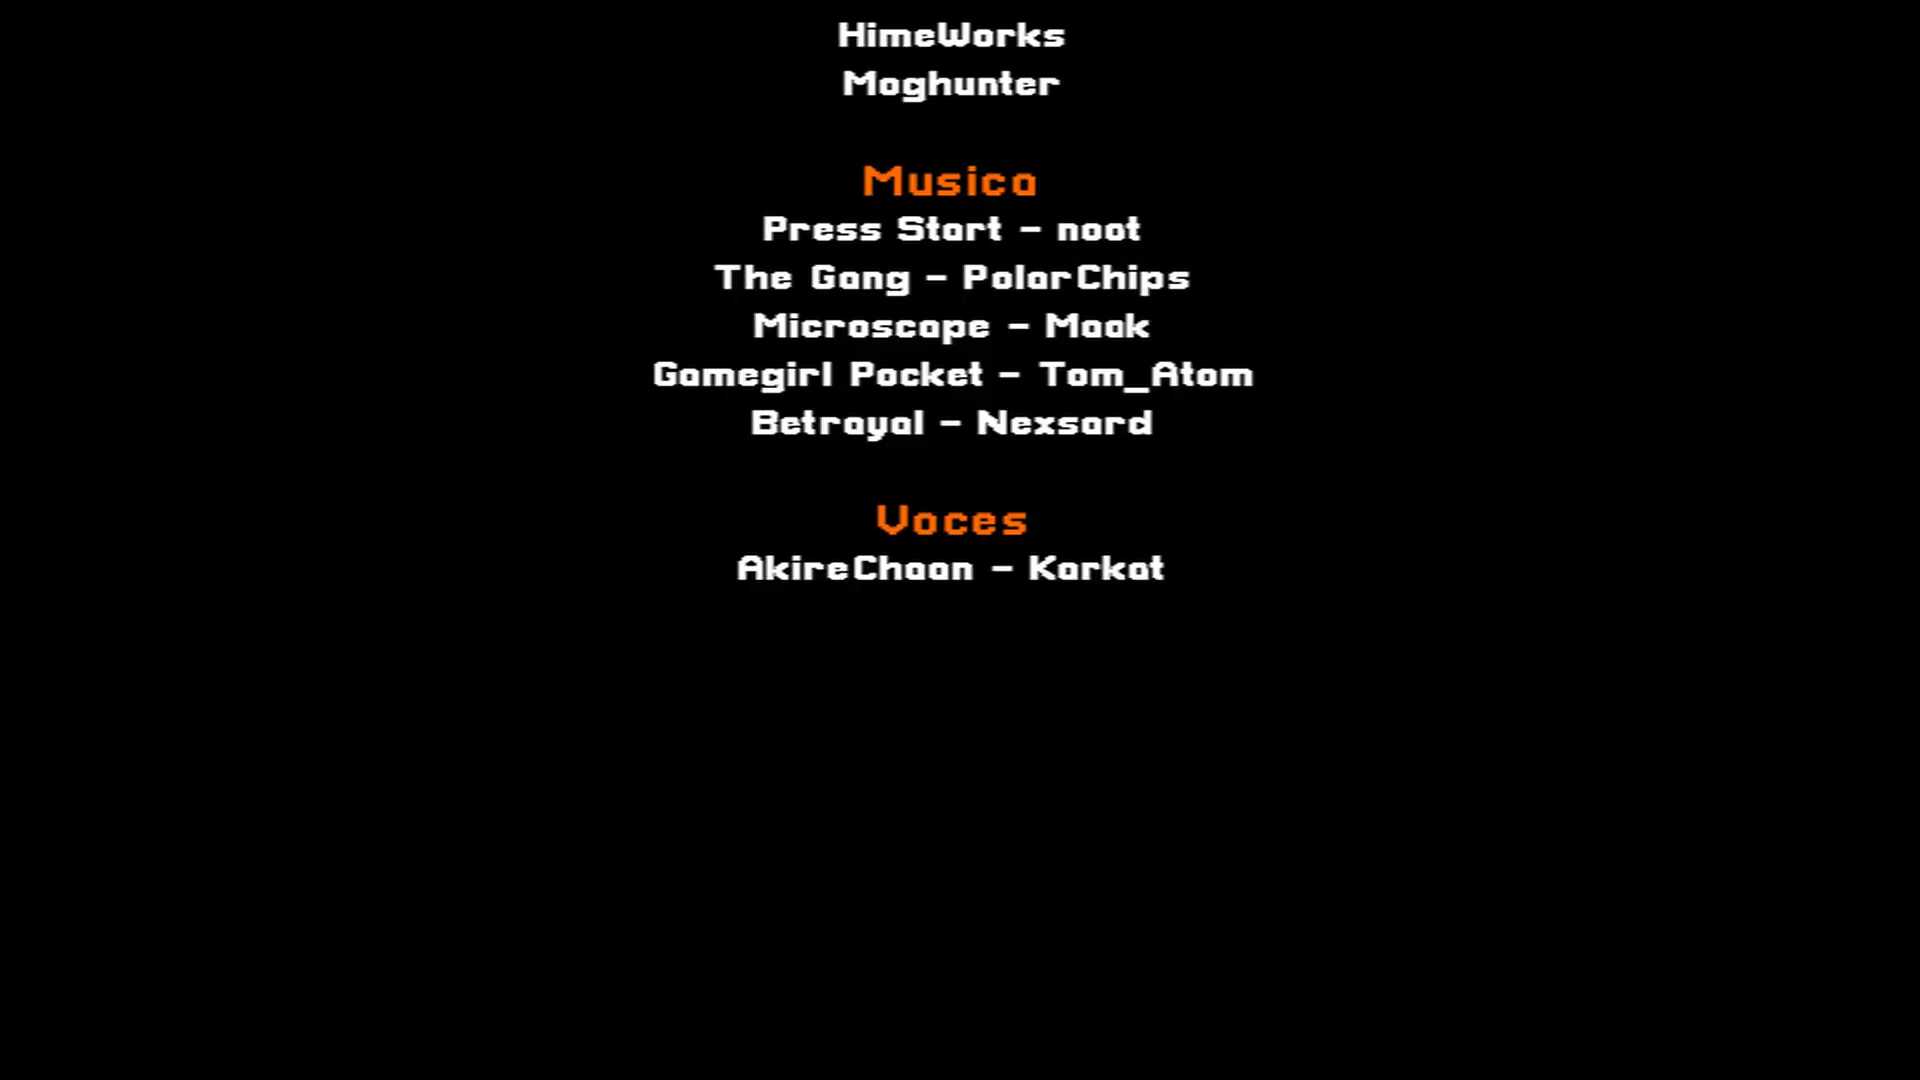 HimeWorks
Moghunter
Musica
Press Start - noot
The Gang - PolarChips
Microscope - Maak
Gamegirl Pocket - Tom_Atom
Betrayal - Nexsard
Voces
AkireChaan - Karkat